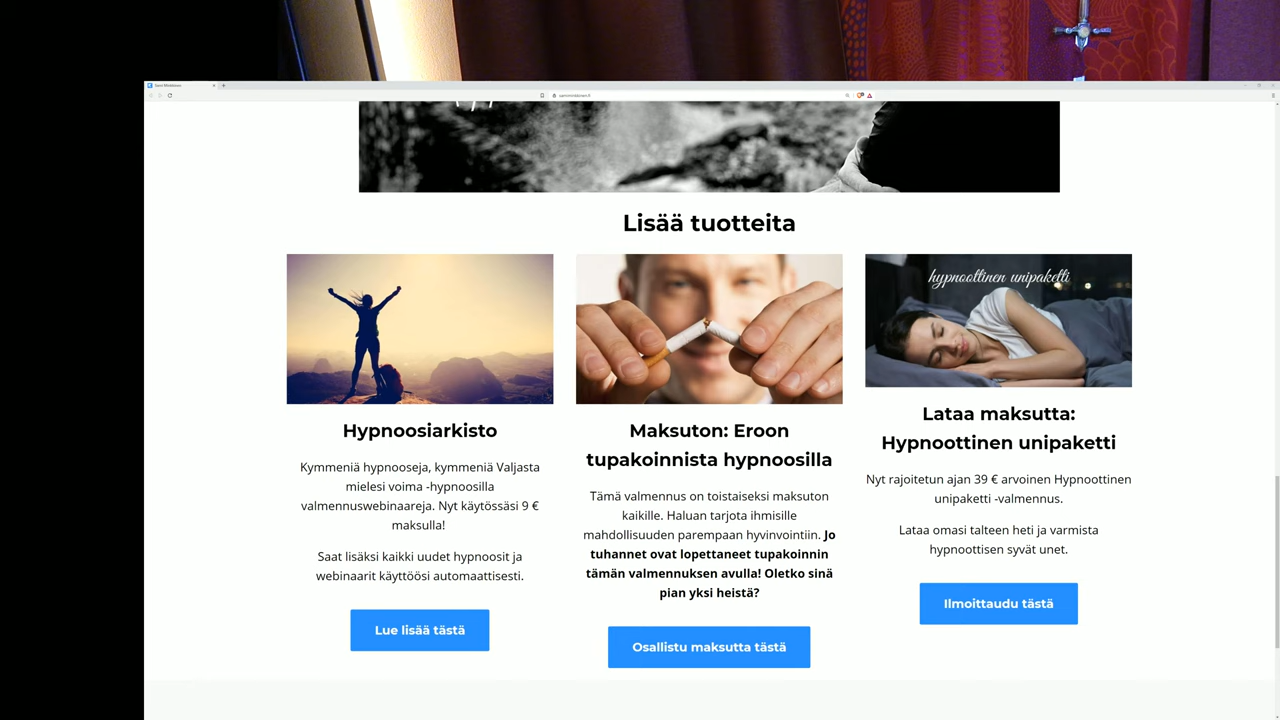 Lisää tuotteita
hypnoottinen unipaketti
Hypnoosiarkisto
Kymmeniä hypnooseja, kymmeniä Valjasta
mielesi voima -hypnoosilla
valmennuswebinaareja. Nyt käytössäsi 9 €
maksulla!
Saat lisäksi kaikki uudet hypnoosit ja
webinaarit käyttöösi automaattisesti.
Lue lisää tästä
Maksuton: Eroon
tupakoinnista hypnoosilla
Tämä valmennus on toistaiseksi maksuton
kaikille. Haluan tarjota ihmisille
mahdollisuuden parempaan hyvinvointiin. Jo
tuhannet ovat lopettaneet tupakoinnin
tämän valmennuksen avulla! Oletko sinä
pian yksi heistä?
Osallistu maksutta tästä
Lataa maksutta:
Hypnoottinen unipaketti
Nyt rajoitetun ajan 39 € arvoinen Hypnoottinen
unipaketti -valmennus.
Lataa omasi talteen heti ja varmista
hypnoottisen syvät unet.
Ilmoittaudu tästä